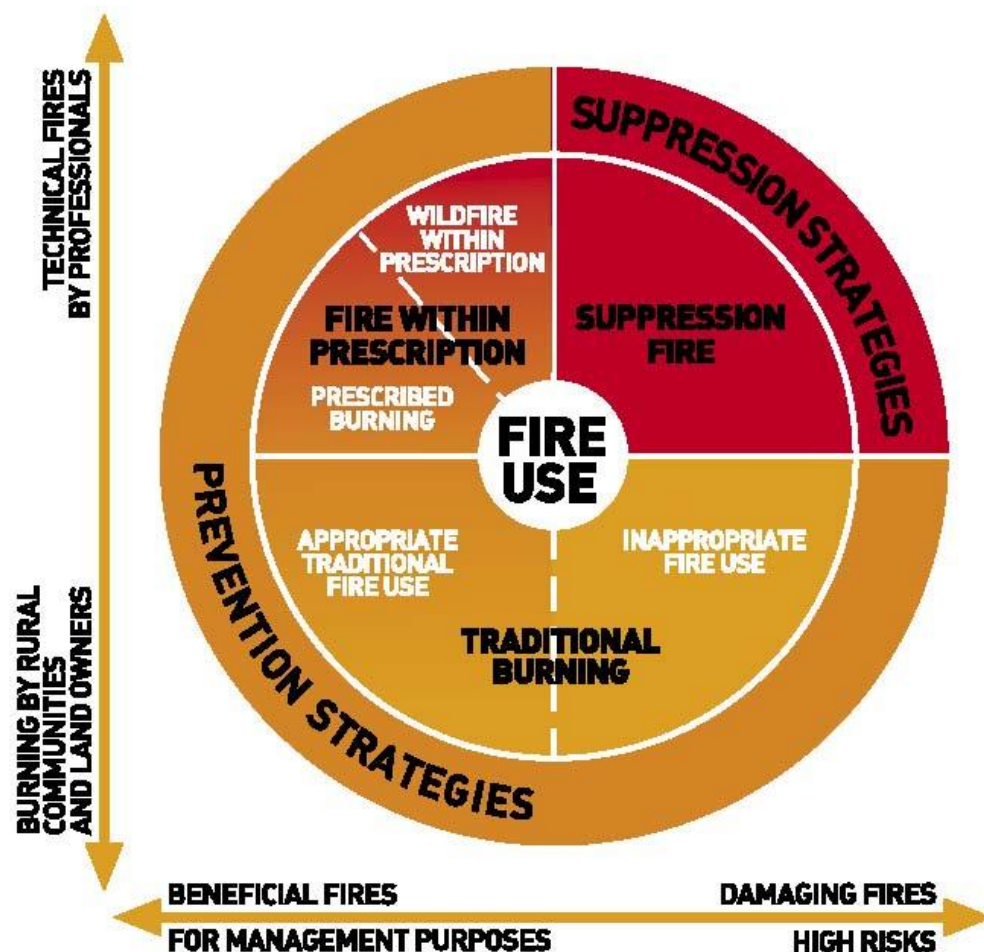 TECHNICAL FIRES
BY PROFESSIONALS
BURNING BY RURAL
COMMUNITIES
AND LAND OWNERS
SUPPRESSION STRATEGIES
WILDFIRE
WITHIN
PRESCRIPTION
FIRE WITHIN
PRESCRIPTION
PRESCRIBED
BURNING
SUPPRESSION
FIRE
FIRE
USE
APPROPRIATE
TRADITIONAL
FIRE USE
INAPPROPRIATE
FIRE USE
TRADITIONAL
BURNING
PREVENTION STRATEGIES
BENEFICIAL FIRES
DAMAGING FIRES
FOR MANAGEMENT PURPOSES
HIGH RISKS